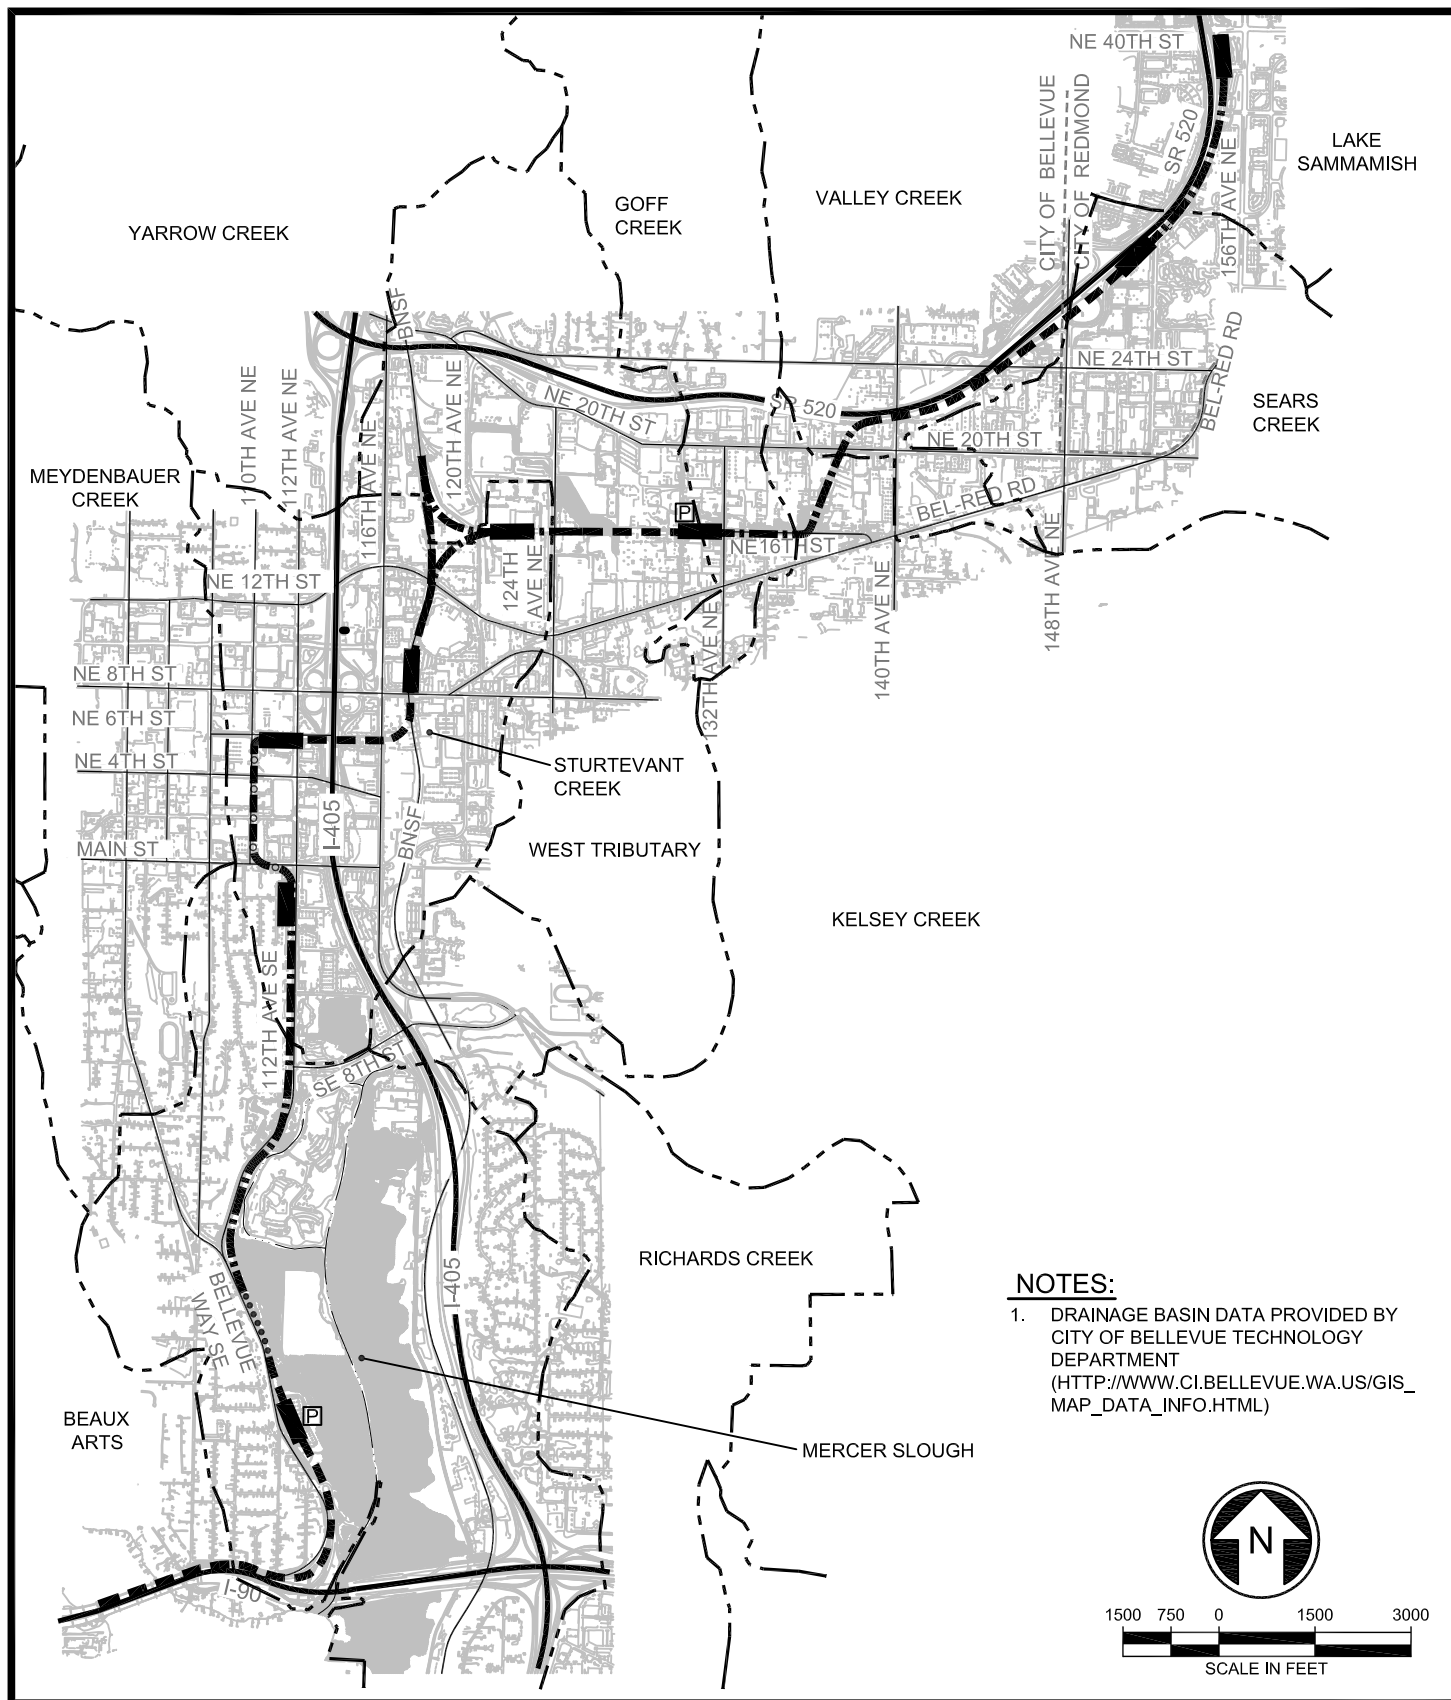 NE 40TH ST
CITY OF BELLEVUE
CITY OF REDMOND
SR 520
156TH AVE NE
LAKE
SAMMAMISH
VALLEY CREEK
GOFF
CREEK
YARROW CREEK
BNSF
110TH AVE NE
112TH AVE NE
116TH AVE NE
120TH AVE NE
NE 20TH ST
SR 520
NE 24TH ST
BEL-RED RD
SEARS
CREEK
NE 20TH ST
MEYDENBAUER
CREEK
BEL-RED RD
P
NE 16TH ST
124TH
AVE NE
NE 12TH ST
132TH AVE NE
140TH AVE NE
148TH AVE NE
NE 8TH ST
NE 6TH ST
NE 4TH ST
STURTEVANT
CREEK
I-405
BNSF
MAIN ST
WEST TRIBUTARY
KELSEY CREEK
112TH AVE SE
SE 8TH ST
RICHARDS CREEK
I-405
BELLEVUE
WAY SE
NOTES:
1. DRAINAGE BASIN DATA PROVIDED BY
CITY OF BELLEVUE TECHNOLOGY
DEPARTMENT
(HTTP://WWW.CI.BELLEVUE.WA.US/GIS_
MAP_DATA_INFO.HTML)
BEAUX
ARTS
P
MERCER SLOUGH
N
I-90
1500 750 0 1500 3000
SCALE IN FEET